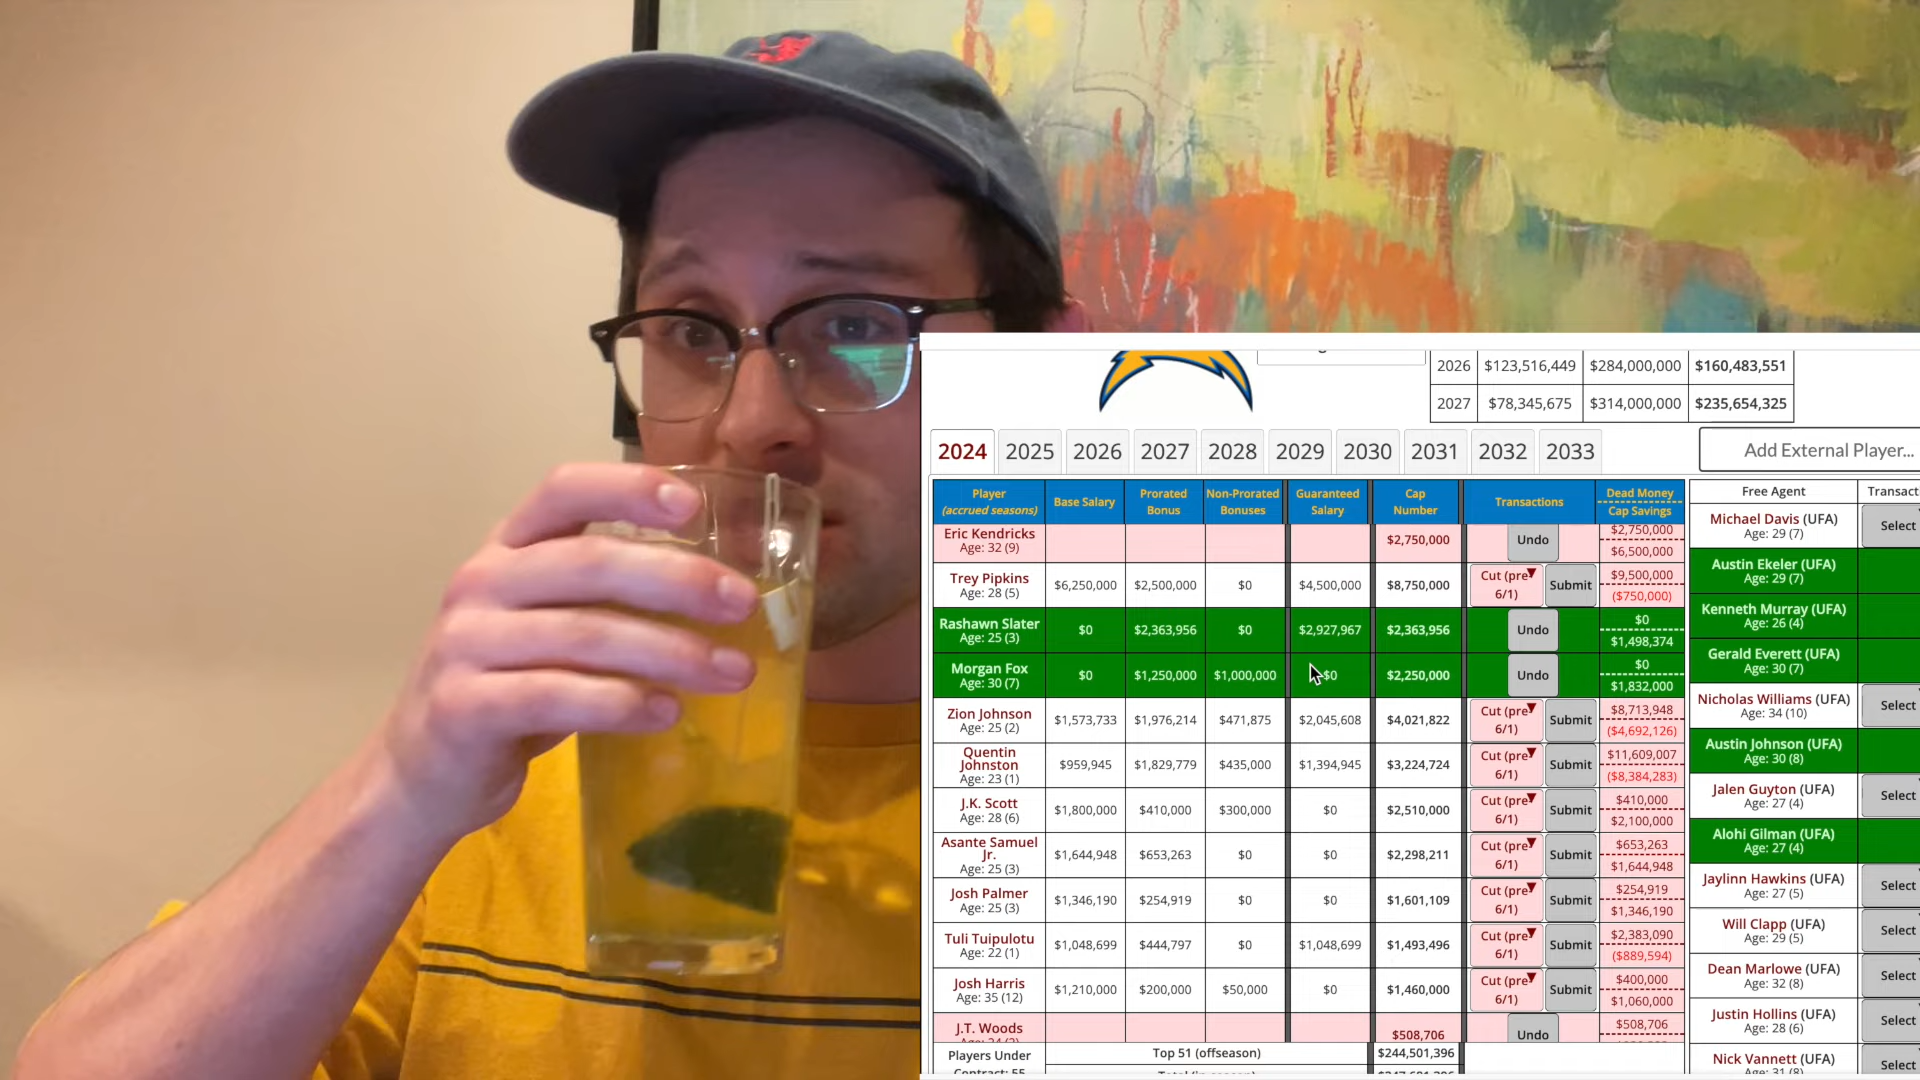 2026 $123,516,449 $284,000,000 $160,483,551
2027 $78,345,675 $314,000,000 $235,654,325
2024 2025 2026 2027 2028 2029 2030 2031 2032 2033
Add External Player...
Player (accrued seasons) Base Salary Prorated Bonus Non-Prorated Bonuses Guaranteed Salary Cap Number Transactions Dead Money Cap Savings
Eric Kendricks Age: 32 (9) $2,750,000 Undo $2,750,000 $6,500,000
Trey Pipkins Age: 28 (5) $6,250,000 $2,500,000 $0 $4,500,000 $8,750,000 Cut (pre 6/1) Submit $9,500,000 ($750,000)
Rashawn Slater Age: 25 (3) $0 $2,363,956 $0 $2,927,967 $2,363,956 Undo $0 $1,498,374
Morgan Fox Age: 30 (7) $0 $1,250,000 $1,000,000 $0 $2,250,000 Undo $0 $1,832,000
Zion Johnson Age: 25 (2) $1,573,733 $1,976,214 $471,875 $2,045,608 $4,021,822 Cut (pre 6/1) Submit $8,713,948 ($4,692,126)
Quentin Johnston Age: 23 (1) $959,945 $1,829,779 $435,000 $1,394,945 $3,224,724 Cut (pre 6/1) Submit $11,609,007 ($8,384,283)
J.K. Scott Age: 28 (6) $1,800,000 $410,000 $300,000 $0 $2,510,000 Cut (pre 6/1) Submit $410,000 $2,100,000
Asante Samuel Jr. Age: 25 (3) $1,644,948 $653,263 $0 $0 $2,298,211 Cut (pre 6/1) Submit $653,263 $1,644,948
Josh Palmer Age: 25 (3) $1,346,190 $254,919 $0 $0 $1,601,109 Cut (pre 6/1) Submit $254,919 $1,346,190
Tuli Tuipulotu Age: 22 (1) $1,048,699 $444,797 $0 $1,048,699 $1,493,496 Cut (pre 6/1) Submit $2,383,090 ($889,594)
Josh Harris Age: 35 (12) $1,210,000 $200,000 $50,000 $0 $1,460,000 Cut (pre 6/1) Submit $400,000 $1,060,000
J.T. Woods $508,706 Undo $508,706
Players Under Top 51 (offseason) $244,501,396
Free Agent Transact
Michael Davis (UFA) Age: 29 (7) Select
Austin Ekeler (UFA) Age: 29 (7)
Kenneth Murray (UFA) Age: 26 (4)
Gerald Everett (UFA) Age: 30 (7)
Nicholas Williams (UFA) Age: 34 (10) Select
Austin Johnson (UFA) Age: 30 (8)
Jalen Guyton (UFA) Age: 27 (4) Select
Alohi Gilman (UFA) Age: 27 (4)
Jaylinn Hawkins (UFA) Age: 27 (5) Select
Will Clapp (UFA) Age: 29 (5) Select
Dean Marlowe (UFA) Age: 32 (8) Select
Justin Hollins (UFA) Age: 28 (6) Select
Nick Vannett (UFA) Select